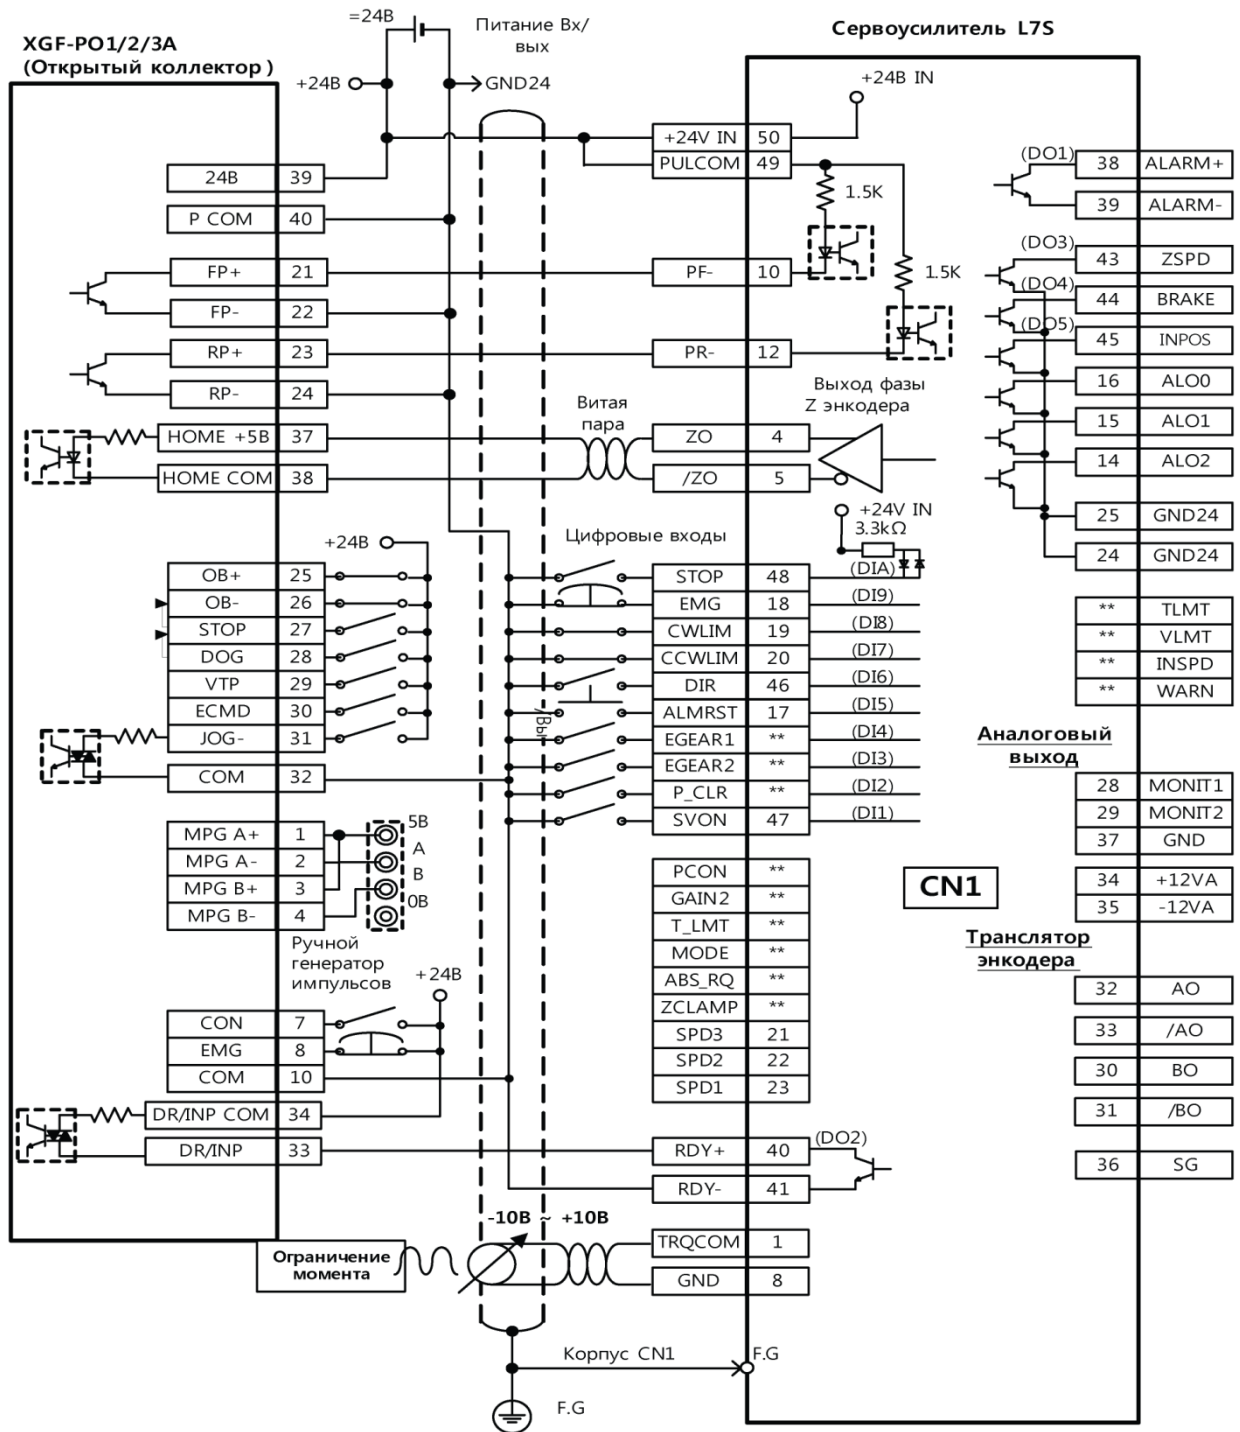 XGF-PO1/2/3A
(Открытый коллектор)
=24В
Питание Вх/
вых
+24В
GND24
Сервоусилитель L7S
+24В IN
24В 39
P COM 40
FP+ 21
FP- 22
RP+ 23
RP- 24
HOME +5В 37
HOME COM 38
+24В
OB+ 25
OB- 26
STOP 27
DOG 28
VTP 29
ECMD 30
JOG- 31
COM 32
MPG A+ 1
MPG A- 2
MPG B+ 3
MPG B- 4
5В
A
B
0В
Ручной
генератор
импульсов
+24В
CON 7
EMG 8
COM 10
DR/INP COM 34
DR/INP 33
Ограничение
момента
-10В ~ +10В
Витая
пара
Цифровые входы
/Вы
+24V IN 50
PULCOM 49
1.5K
1.5K
PF- 10
PR- 12
Выход фазы
Z энкодера
ZO 4
/ZO 5
+24V IN
3.3kΩ
STOP 48 (DIA)
EMG 18 (DI9)
CWLIM 19 (DI8)
CCWLIM 20 (DI7)
DIR 46 (DI6)
ALMRST 17 (DI5)
EGEAR1 ** (DI4)
EGEAR2 ** (DI3)
P_CLR ** (DI2)
SVON 47 (DI1)
PCON **
GAIN2 **
T_LMT **
MODE **
ABS_RQ **
ZCLAMP **
SPD3 21
SPD2 22
SPD1 23
RDY+ 40 (DO2)
RDY- 41
TRQCOM 1
GND 8
Корпус CN1
F.G
F.G
CN1
(DO1) 38 ALARM+
39 ALARM-
(DO3) 43 ZSPD
(DO4) 44 BRAKE
(DO5) 45 INPOS
16 ALO0
15 ALO1
14 ALO2
25 GND24
24 GND24
** TLMT
** VLMT
** INSPD
** WARN
Аналоговый
выход
28 MONIT1
29 MONIT2
37 GND
34 +12VA
35 -12VA
Транслятор
энкодера
32 AO
33 /AO
30 BO
31 /BO
36 SG